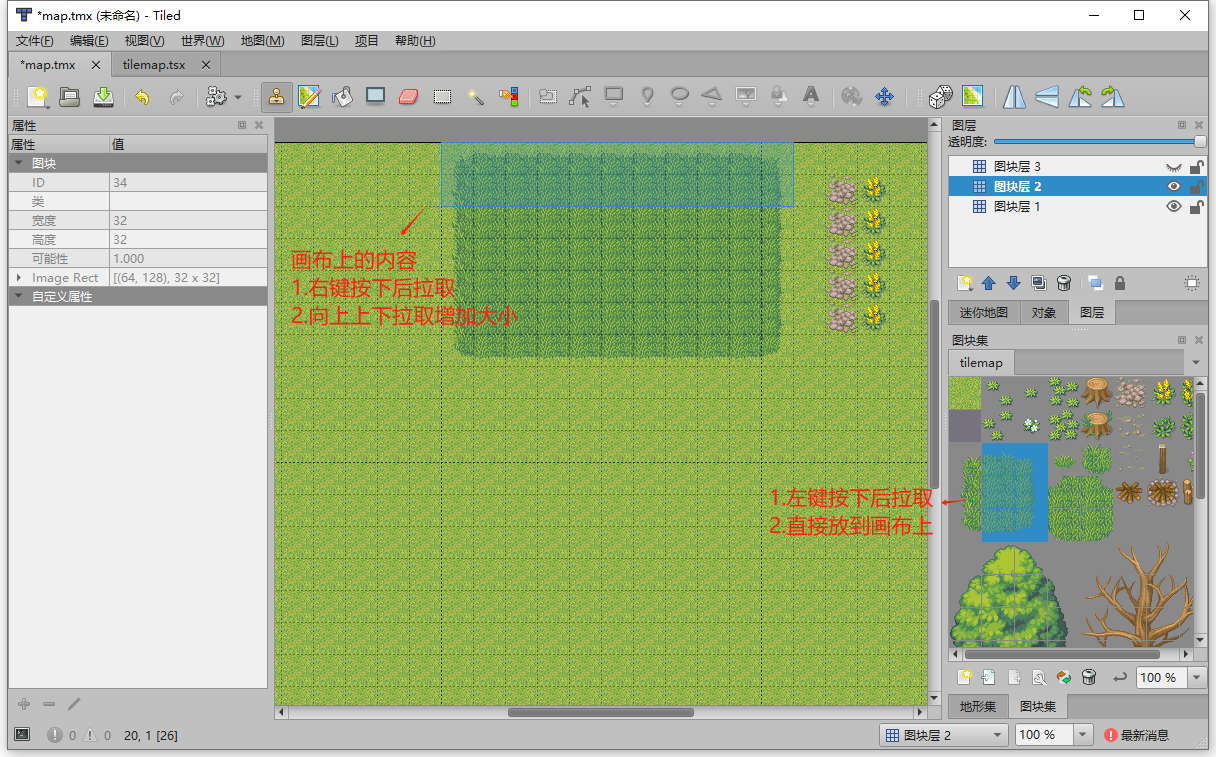 *map.tmx (未命名) - Tiled
文件(F) 编辑(E) 视图(V) 世界(W) 地图(M) 图层(L) 项目 帮助(H)
*map.tmx
tilemap.tsx
属性
属性 值
图块
ID 34
类
宽度 32
高度 32
可能性 1.000
Image Rect [(64, 128), 32 x 32]
自定义属性
画布上的内容
1.右键按下后拉取
2.向上上下拉取增加大小
1.左键按下后拉取
2.直接放到画布上
图层
透明度:
图块层 3
图块层 2
图块层 1
迷你地图 对象 图层
图块集
tilemap
100 %
地形集 图块集
0 0 20, 1 [26]
图块层 2
100 %
最新消息